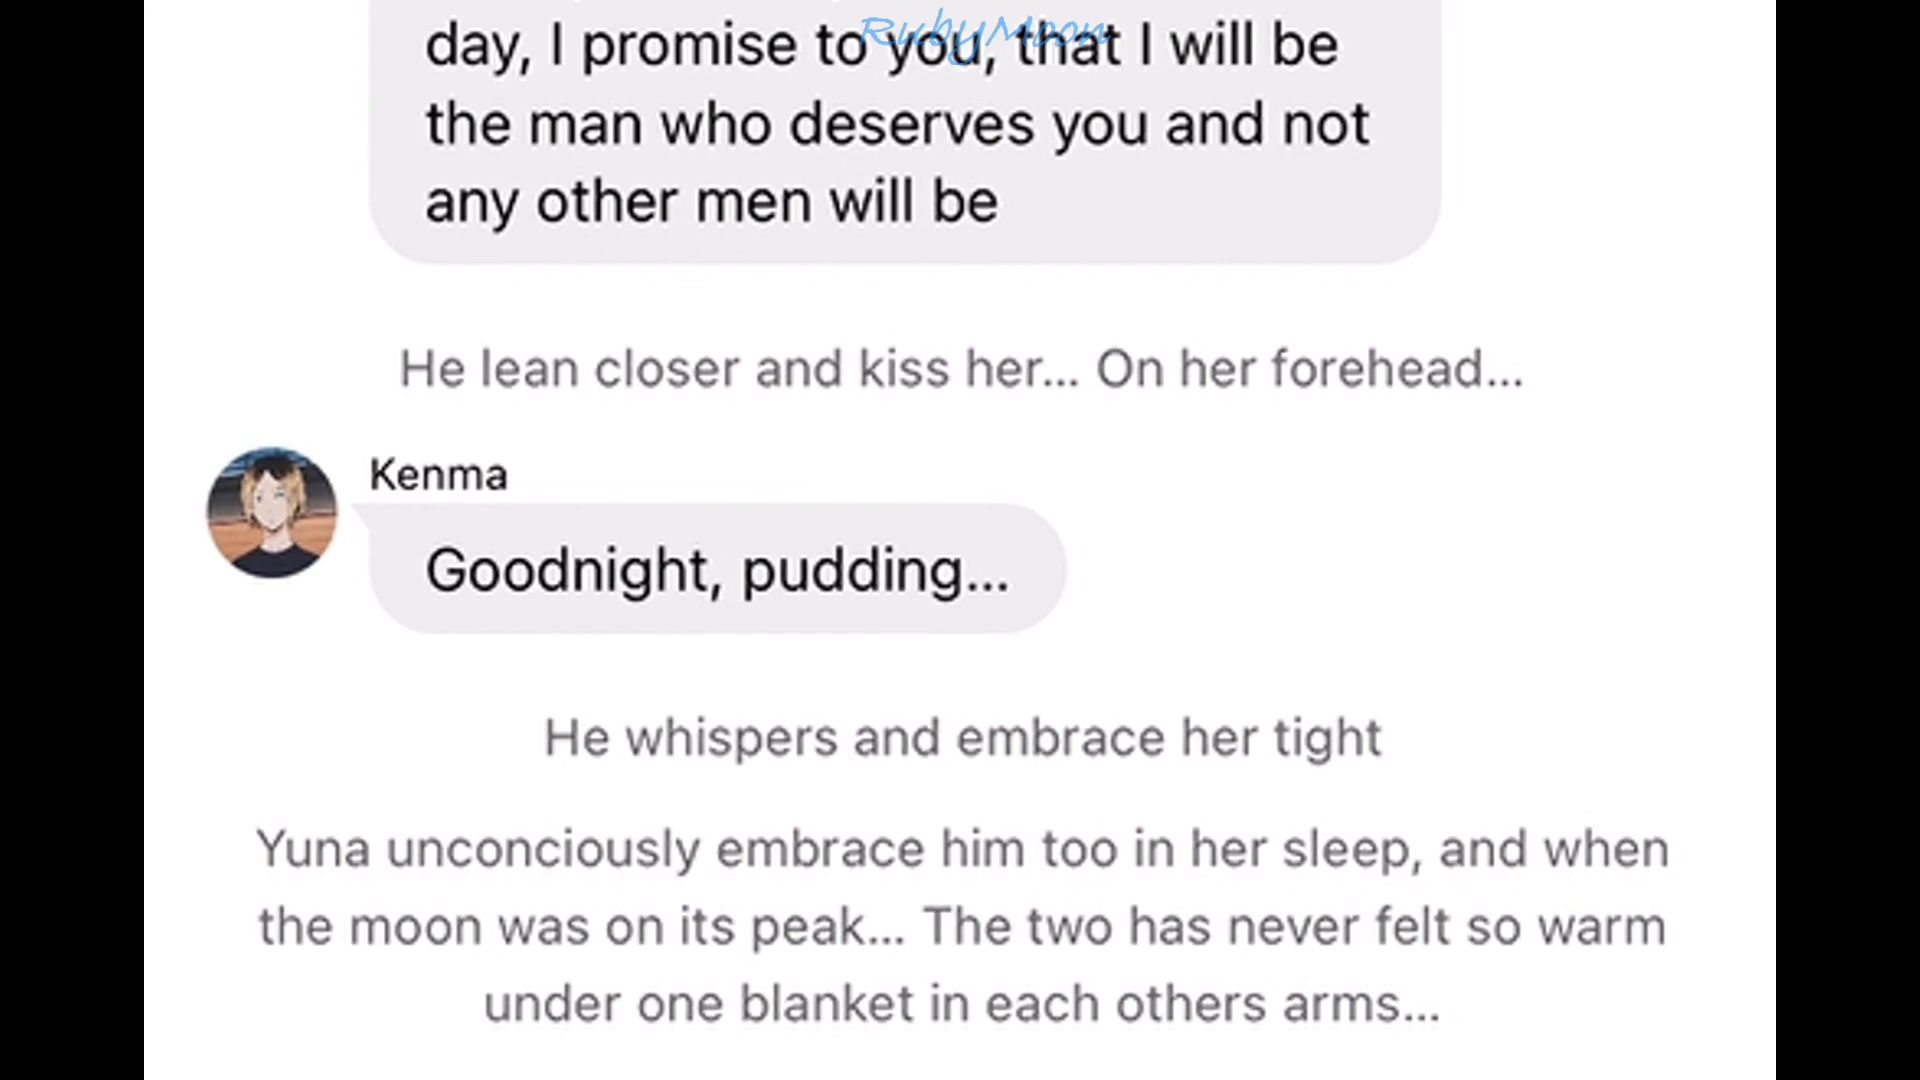 RubyMoon
day, I promise to you, that I will be
the man who deserves you and not
any other men will be
He lean closer and kiss her... On her forehead...
Kenma
Goodnight, pudding...
He whispers and embrace her tight
Yuna unconciously embrace him too in her sleep, and when
the moon was on its peak... The two has never felt so warm
under one blanket in each others arms...